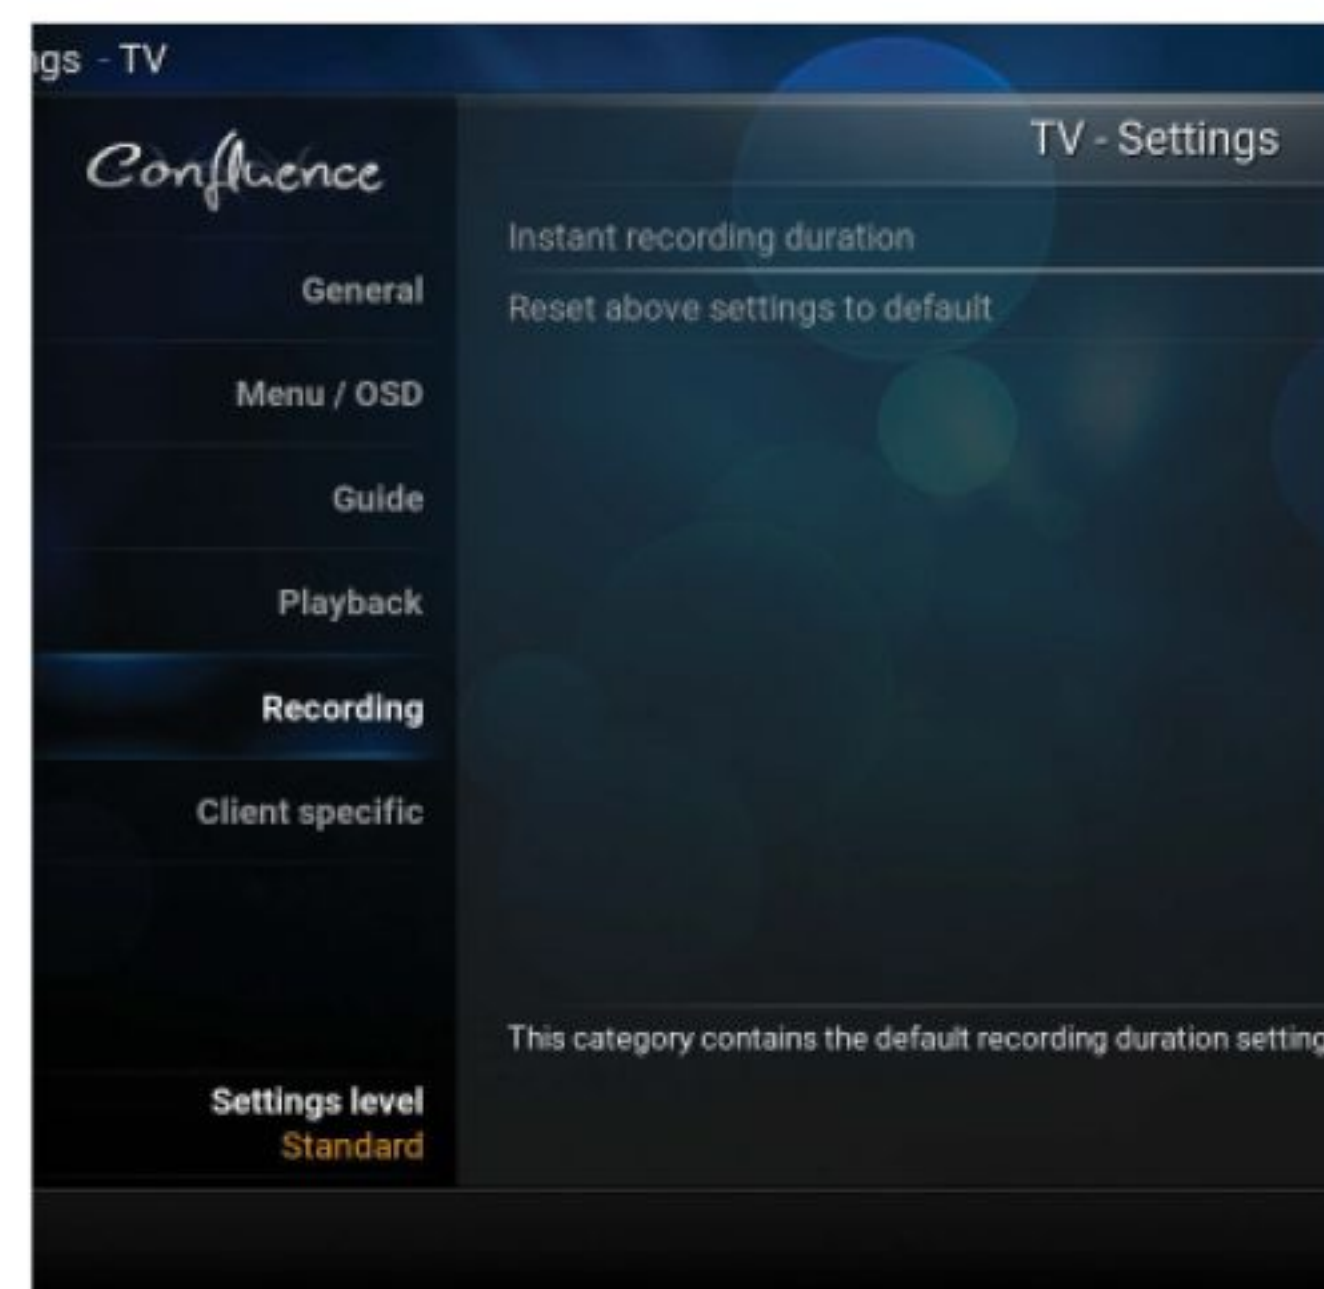 - TV
Confluence
TV - Settings
General
Menu / OSD
Guide
Playback
Recording
Client specific
Instant recording duration
Reset above settings to default
This category contains the default recording duration setting
Settings level
Standard